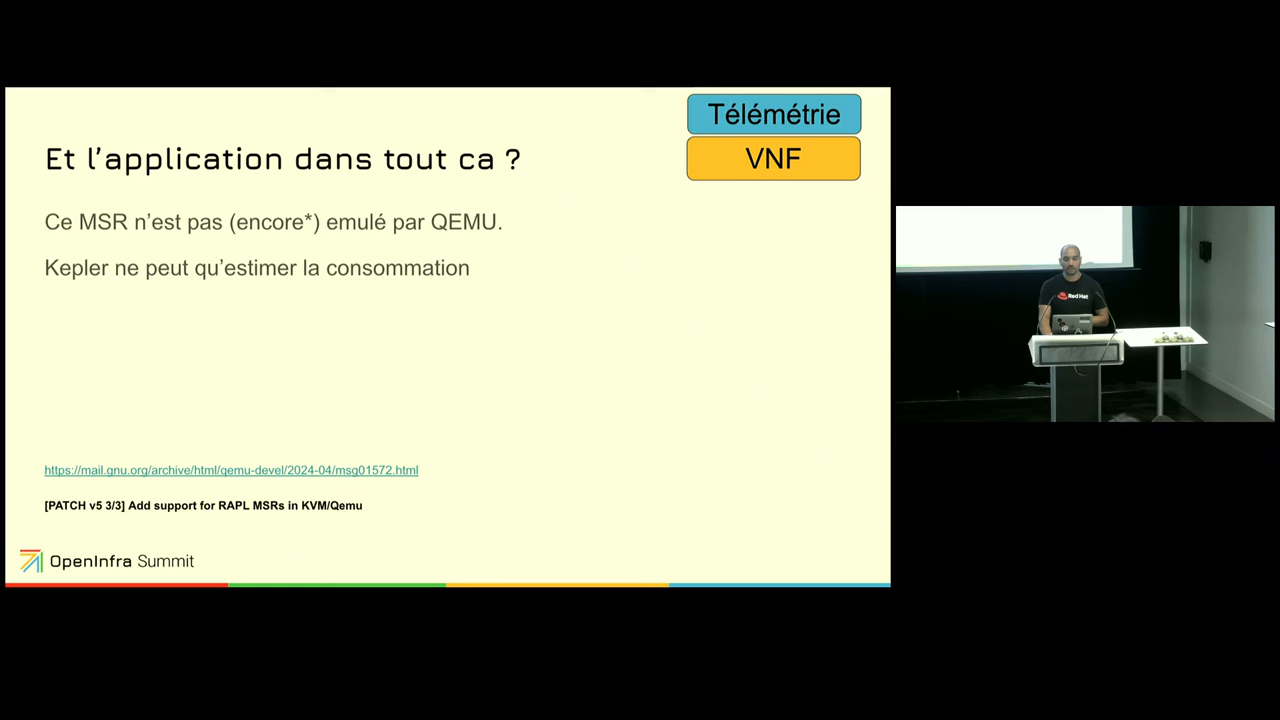 Télémétrie
VNF
Et l’application dans tout ca ?
Ce MSR n’est pas (encore*) emulé par QEMU.
Kepler ne peut qu’estimer la consommation
https://mail.gnu.org/archive/html/qemu-devel/2024-04/msg01572.html
[PATCH v5 3/3] Add support for RAPL MSRs in KVM/Qemu
OpenInfra Summit
Red Hat